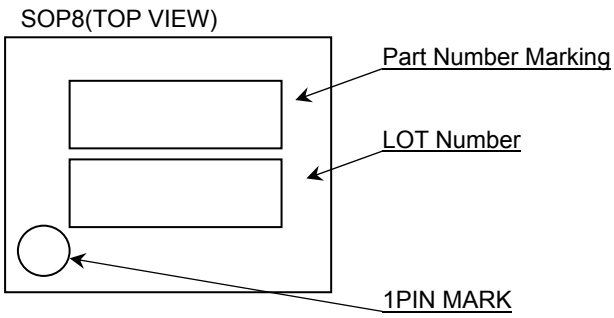 SOP8(TOP VIEW)
Part Number Marking
LOT Number
1PIN MARK